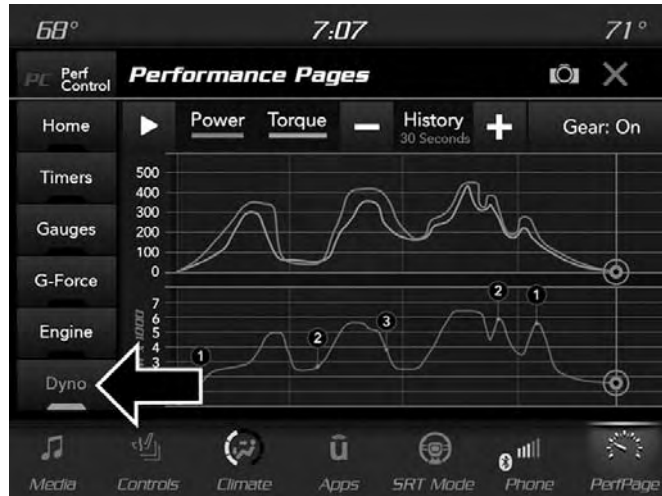 68° 7:07 71°
PC Perf Control Performance Pages
Home Power Torque History 30 Seconds Gear: On
Timers
Gauges
G-Force
Engine
Dyno
500
400
300
200
100
0
7
6
5
4
3
2 1
1 2 3
Media Controls Climate Apps SRT Mode Phone PerfPage